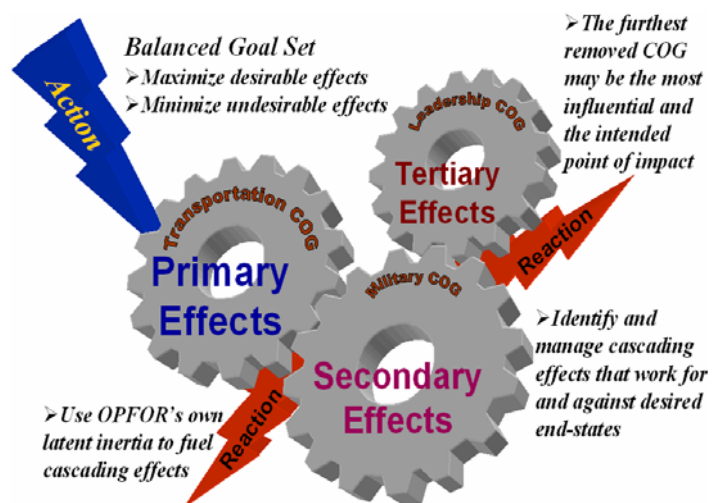 Action
Balanced Goal Set
➢Maximize desirable effects
➢Minimize undesirable effects
➢The furthest
removed COG
may be the most
influential and
the intended
point of impact
Leadership COG
Tertiary
Effects
Reaction
Transportation COG
Primary
Effects
Military COG
Secondary
Effects
➢Identify and
manage cascading
effects that work for
and against desired
end-states
➢Use OPFOR's own
latent inertia to fuel
cascading effects
Reaction